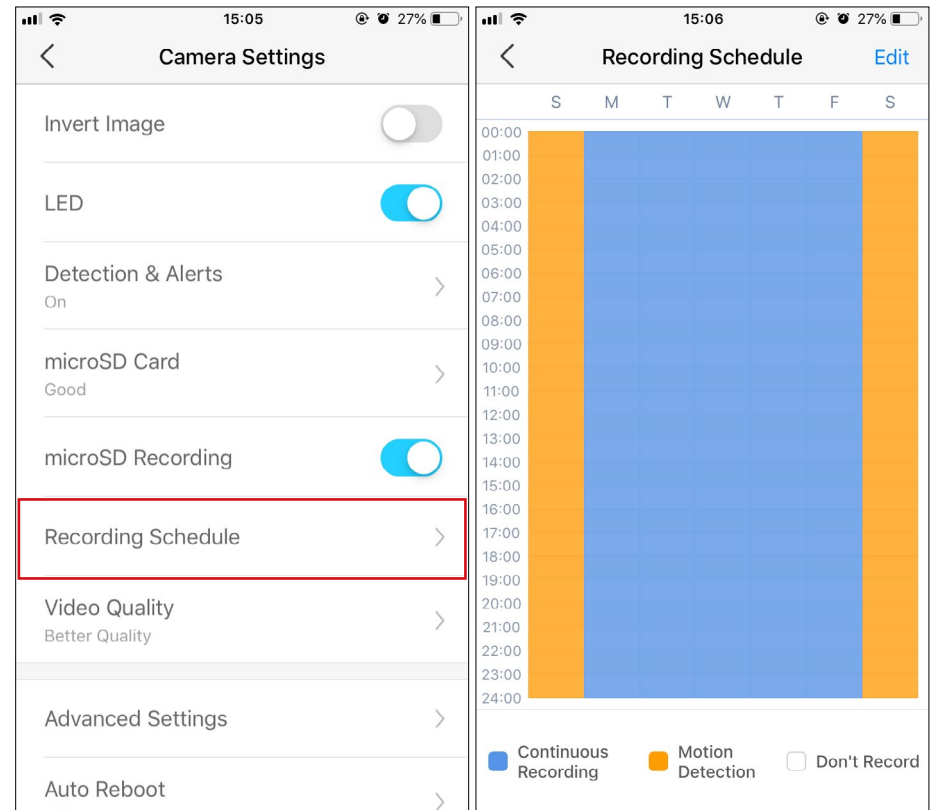 15:05
27%
Camera Settings
Invert Image
LED
Detection & Alerts
On
microSD Card
Good
microSD Recording
Recording Schedule
Video Quality
Better Quality
Advanced Settings
Auto Reboot
15:06
27%
Recording Schedule
Edit
S M T W T F S
00:00
01:00
02:00
03:00
04:00
05:00
06:00
07:00
08:00
09:00
10:00
11:00
12:00
13:00
14:00
15:00
16:00
17:00
18:00
19:00
20:00
21:00
22:00
23:00
24:00
Continuous
Recording
Motion
Detection
Don't Record